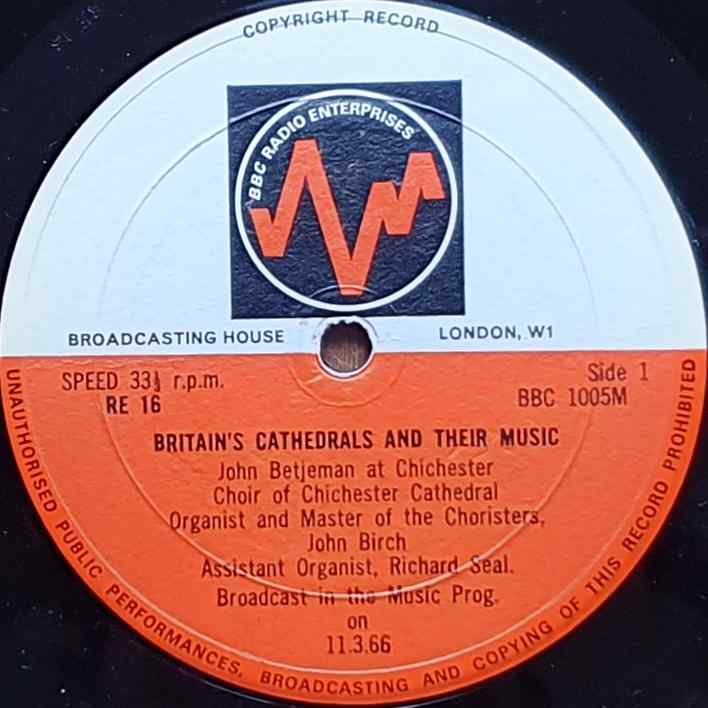 COPYRIGHT RECORD
BBC RADIO ENTERPRISES
BROADCASTING HOUSE LONDON, W1
SPEED 33⅓ r.p.m. Side 1
RE 16 BBC 1005M
BRITAIN'S CATHEDRALS AND THEIR MUSIC
John Betjeman at Chichester
Choir of Chichester Cathedral
Organist and Master of the Choristers,
John Birch
Assistant Organist, Richard Seal.
Broadcast in the Music Prog.
on
11.3.66
UNAUTHORISED PUBLIC PERFORMANCES, BROADCASTING AND COPYING OF THIS RECORD PROHIBITED